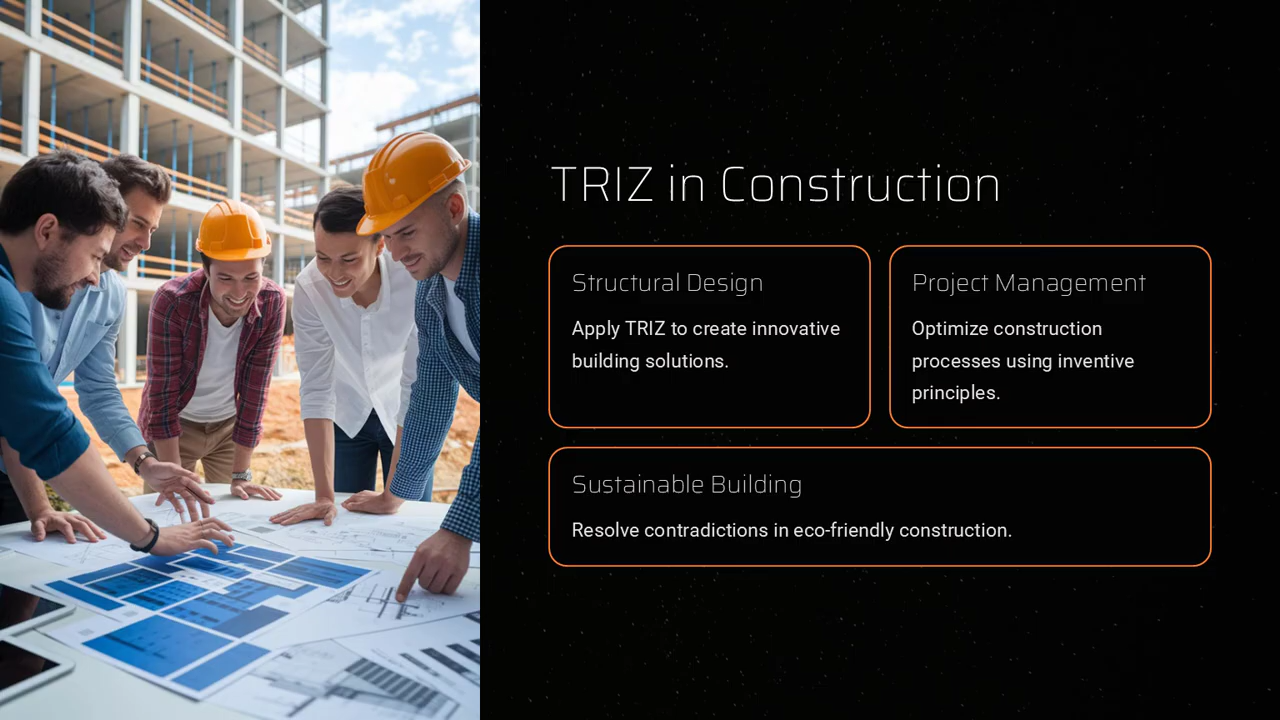 TRIZ in Construction
Structural Design
Apply TRIZ to create innovative
building solutions.
Project Management
Optimize construction
processes using inventive
principles.
Sustainable Building
Resolve contradictions in eco-friendly construction.